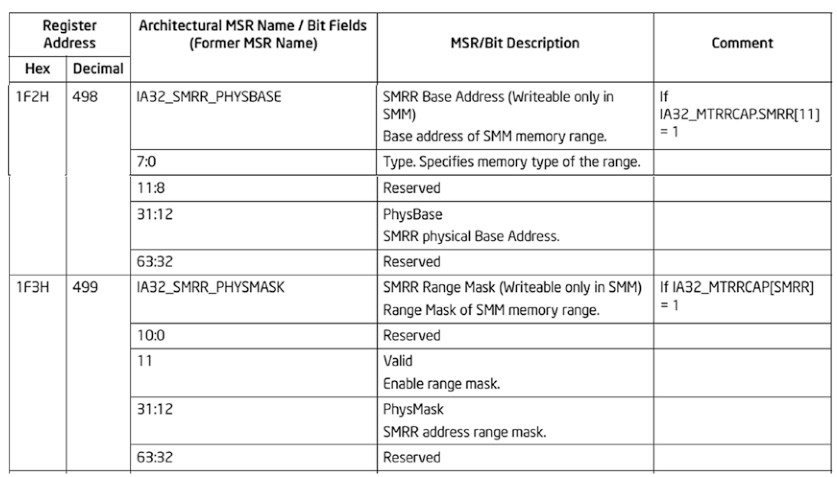 Register Address
Architectural MSR Name / Bit Fields (Former MSR Name)
MSR/Bit Description
Comment
Hex
Decimal
1F2H
498
IA32_SMRR_PHYSBASE
SMRR Base Address (Writeable only in
SMM)
Base address of SMM memory range.
If
IA32_MTRRCAP.SMRR[11]
= 1
7:0
Type. Specifies memory type of the range.
11:8
Reserved
31:12
PhysBase
SMRR physical Base Address.
63:32
Reserved
1F3H
499
IA32_SMRR_PHYSMASK
SMRR Range Mask (Writeable only in SMM)
Range Mask of SMM memory range.
If IA32_MTRRCAP[SMRR]
= 1
10:0
Reserved
11
Valid
Enable range mask.
31:12
PhysMask
SMRR address range mask.
63:32
Reserved